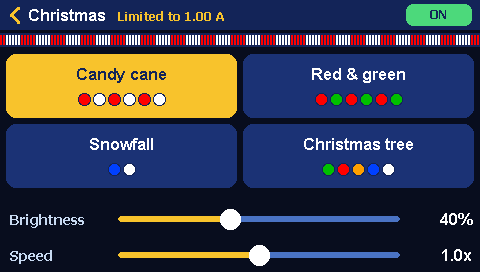 Christmas Limited to 1.00 A ON
Candy cane Red & green
Snowfall Christmas tree
Brightness 40%
Speed 1.0x